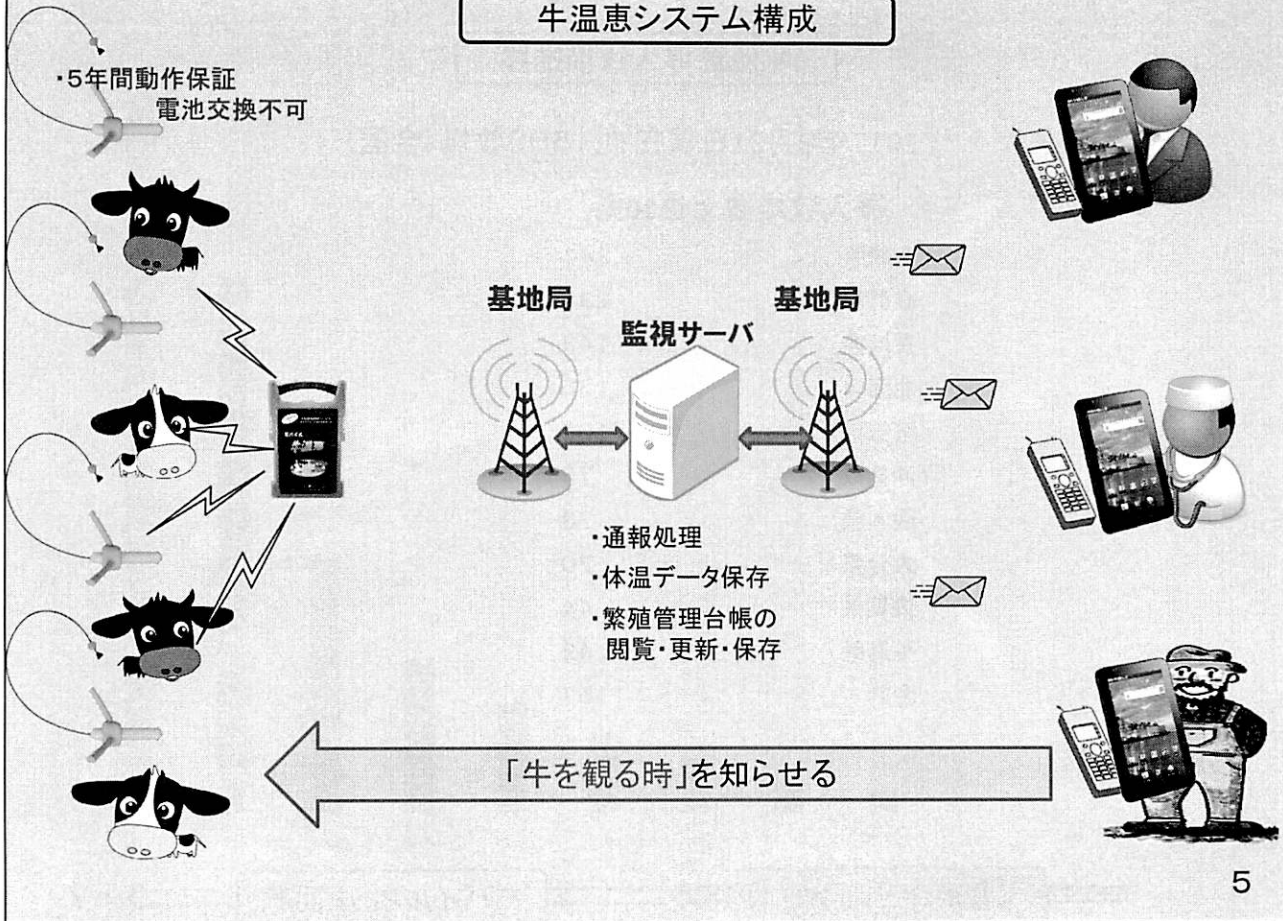 牛温恵システム構成
・5年間動作保証
電池交換不可
基地局
監視サーバ
基地局
・通報処理
・体温データ保存
・繁殖管理台帳の
閲覧・更新・保存
「牛を観る時」を知らせる
5